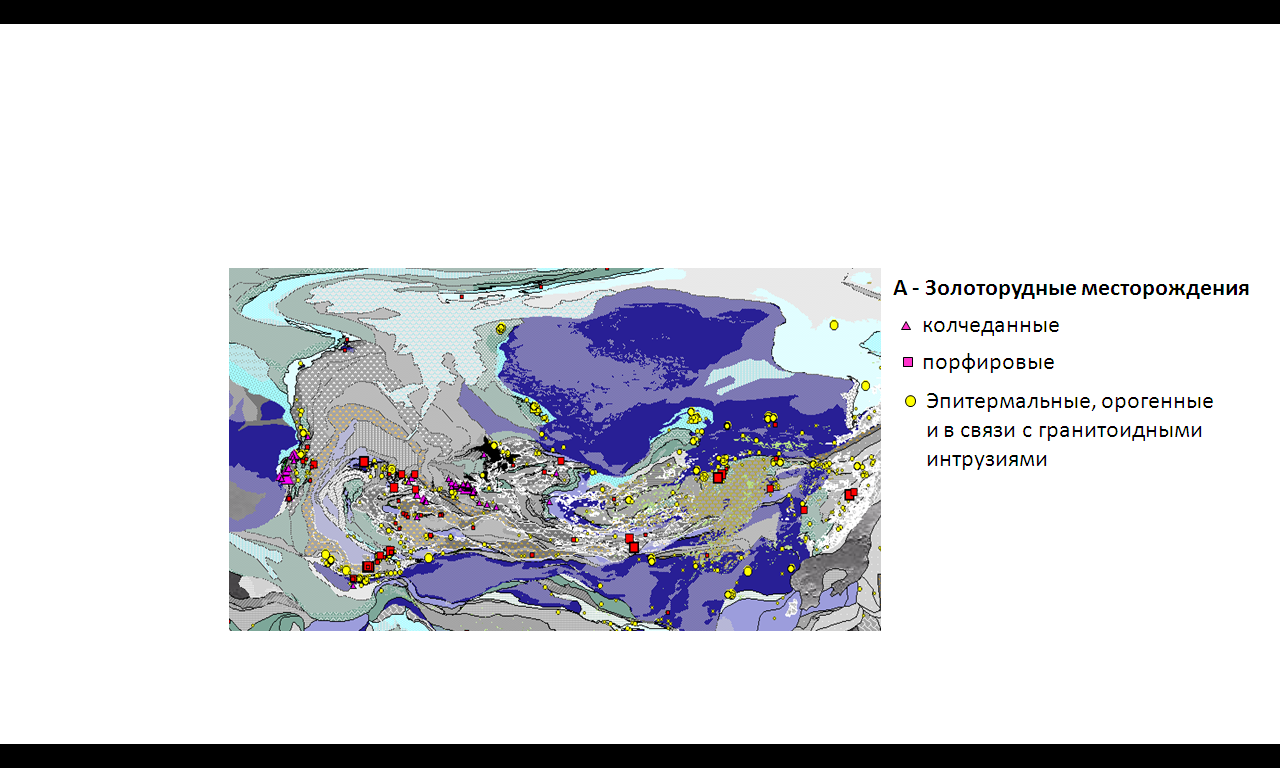 А - Золоторудные месторождения
колчеданные
порфировые
Эпитермальные, орогенные
и в связи с гранитоидными
интрузиями